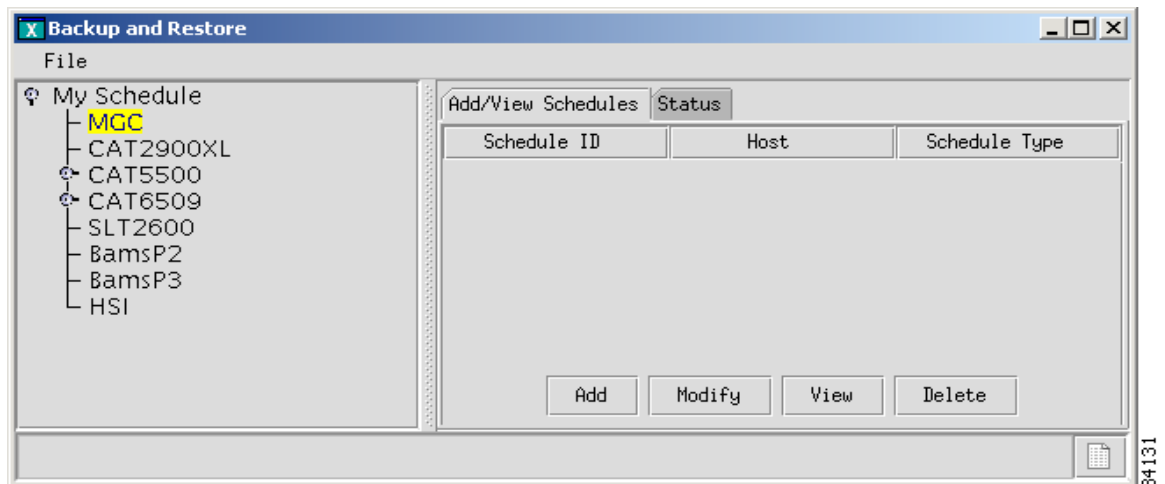 X Backup and Restore
File
My Schedule
MGC
CAT2900XL
CAT5500
CAT6509
SLT2600
BamsP2
BamsP3
HSI
Add/View Schedules Status
Schedule ID Host Schedule Type
Add Modify View Delete
84131